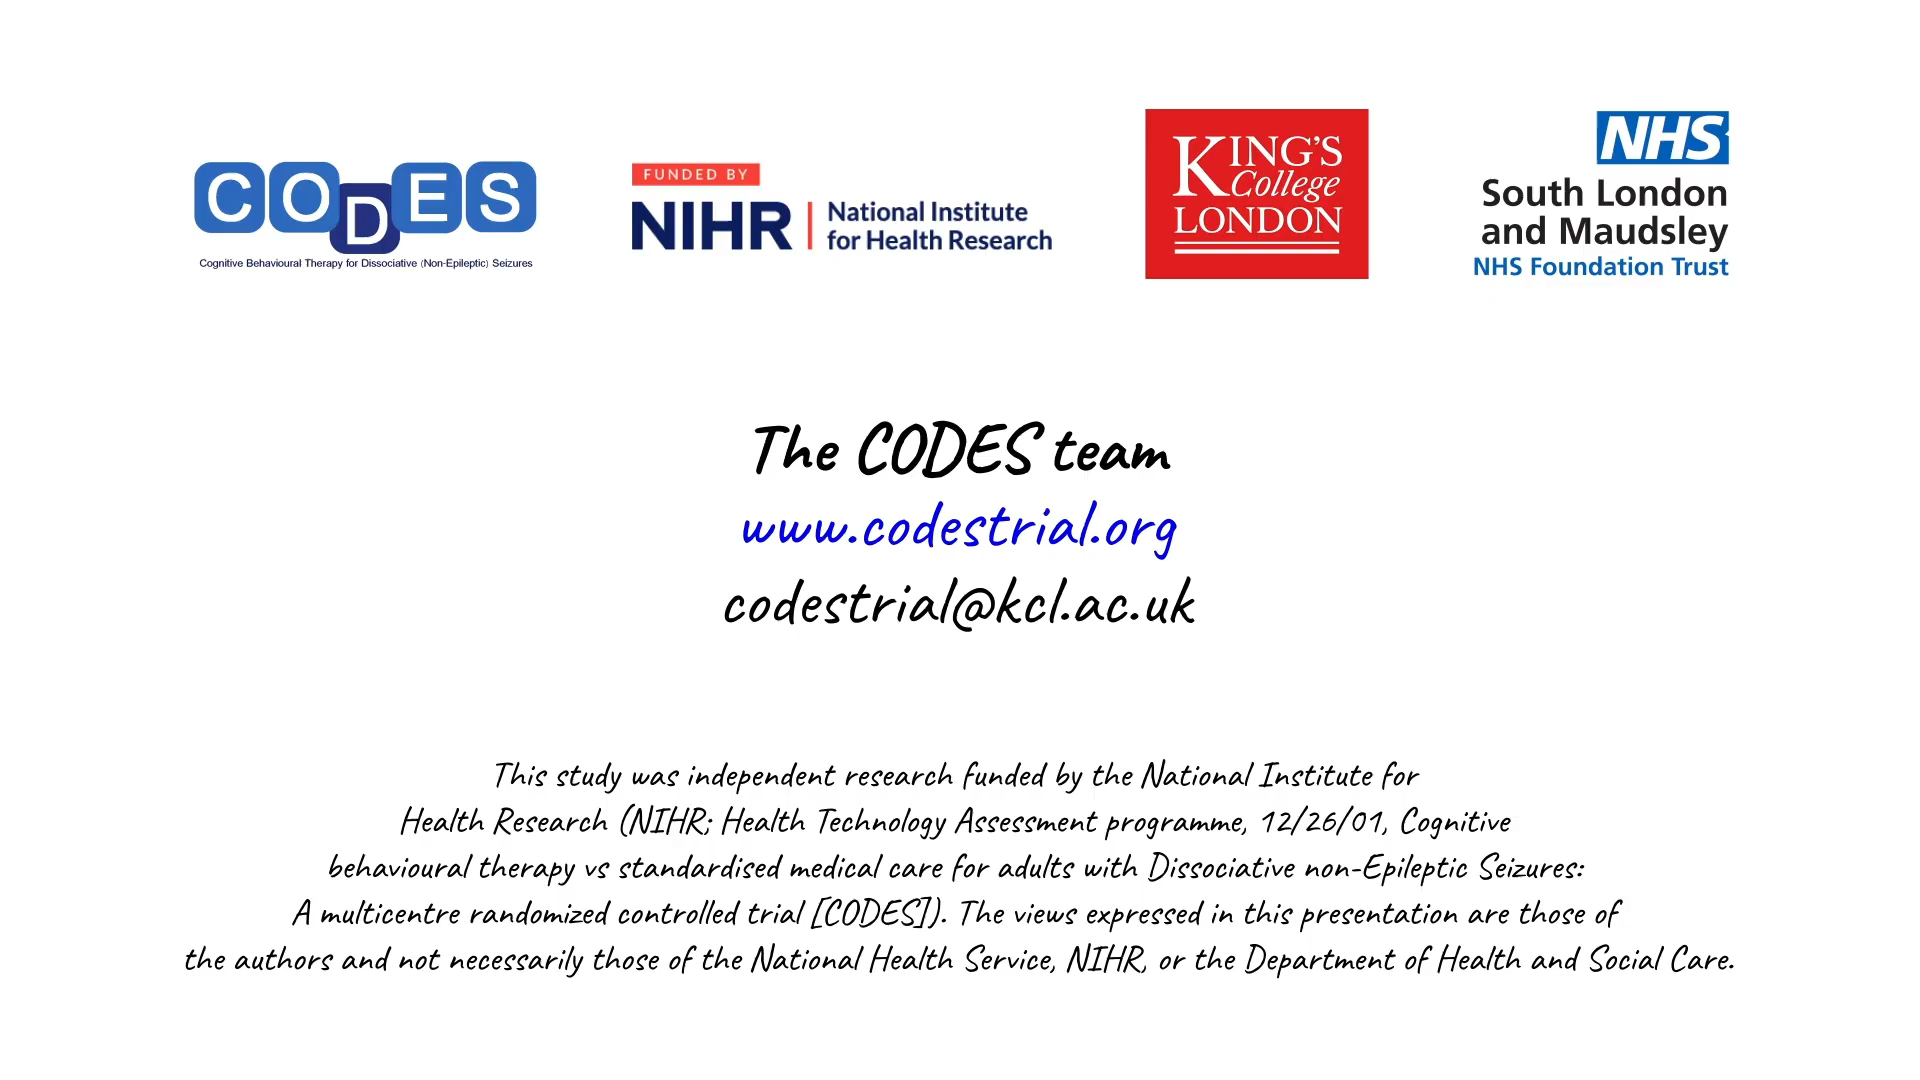 CODES
Cognitive Behavioural Therapy for Dissociative (Non-Epileptic) Seizures
FUNDED BY
NIHR
National Institute
for Health Research
KING'S
College
LONDON
NHS
South London
and Maudsley
NHS Foundation Trust
The CODES team
www.codestrial.org
codestrial@kcl.ac.uk
This study was independent research funded by the National Institute for
Health Research (NIHR; Health Technology Assessment programme, 12/26/01, Cognitive
behavioural therapy vs standardised medical care for adults with Dissociative non-Epileptic Seizures:
A multicentre randomized controlled trial [CODES]). The views expressed in this presentation are those of
the authors and not necessarily those of the National Health Service, NIHR, or the Department of Health and Social Care.